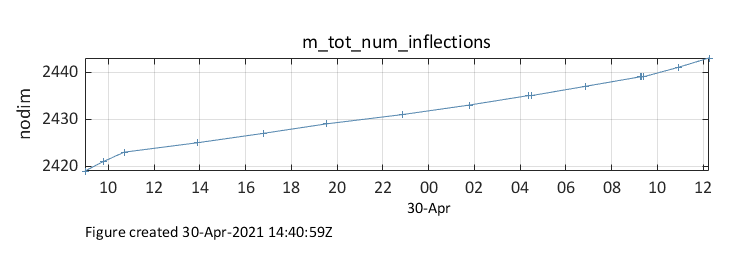 m_tot_num_inflections
2440
2430
2420
nodim
10 12 14 16 18 20 22 00 02 04 06 08 10 12
30-Apr
Figure created 30-Apr-2021 14:40:59Z